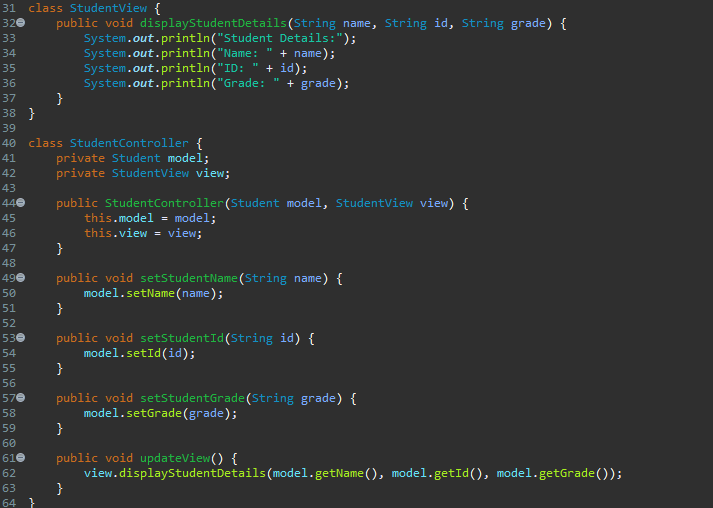 31 class StudentView {
32     public void displayStudentDetails(String name, String id, String grade) {
33         System.out.println("Student Details:");
34         System.out.println("Name: " + name);
35         System.out.println("ID: " + id);
36         System.out.println("Grade: " + grade);
37     }
38 }
39
40 class StudentController {
41     private Student model;
42     private StudentView view;
43
44     public StudentController(Student model, StudentView view) {
45         this.model = model;
46         this.view = view;
47     }
48
49     public void setStudentName(String name) {
50         model.setName(name);
51     }
52
53     public void setStudentId(String id) {
54         model.setId(id);
55     }
56
57     public void setStudentGrade(String grade) {
58         model.setGrade(grade);
59     }
60
61     public void updateView() {
62         view.displayStudentDetails(model.getName(), model.getId(), model.getGrade());
63     }
64 }